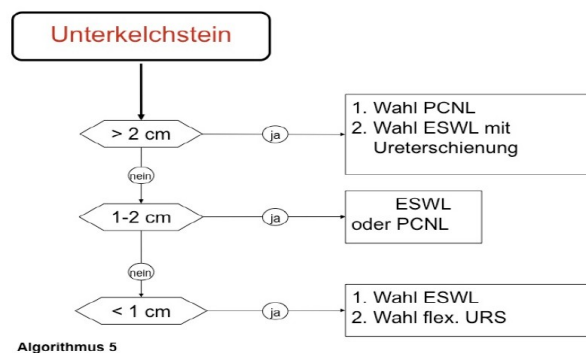 Unterkelchstein
> 2 cm
ja
1. Wahl PCNL
2. Wahl ESWL mit
Ureterschienung
nein
1-2 cm
ja
ESWL
oder PCNL
nein
< 1 cm
ja
1. Wahl ESWL
2. Wahl flex. URS
Algorithmus 5